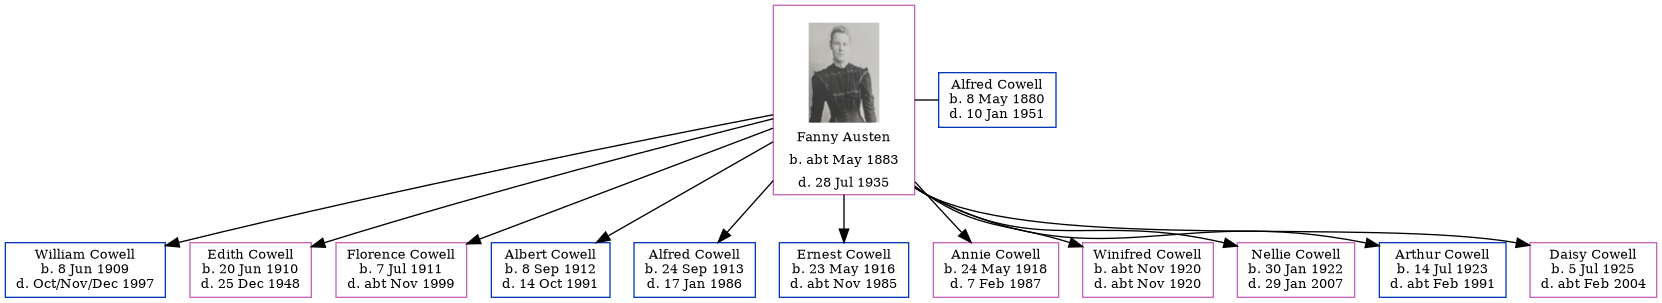 Fanny Austen
b. abt May 1883
d. 28 Jul 1935
Alfred Cowell
b. 8 May 1880
d. 10 Jan 1951
William Cowell
b. 8 Jun 1909
d. Oct/Nov/Dec 1997
Edith Cowell
b. 20 Jun 1910
d. 25 Dec 1948
Florence Cowell
b. 7 Jul 1911
d. abt Nov 1999
Albert Cowell
b. 8 Sep 1912
d. 14 Oct 1991
Alfred Cowell
b. 24 Sep 1913
d. 17 Jan 1986
Ernest Cowell
b. 23 May 1916
d. abt Nov 1985
Annie Cowell
b. 24 May 1918
d. 7 Feb 1987
Winifred Cowell
b. abt Nov 1920
d. abt Nov 1920
Nellie Cowell
b. 30 Jan 1922
d. 29 Jan 2007
Arthur Cowell
b. 14 Jul 1923
d. abt Feb 1991
Daisy Cowell
b. 5 Jul 1925
d. abt Feb 2004